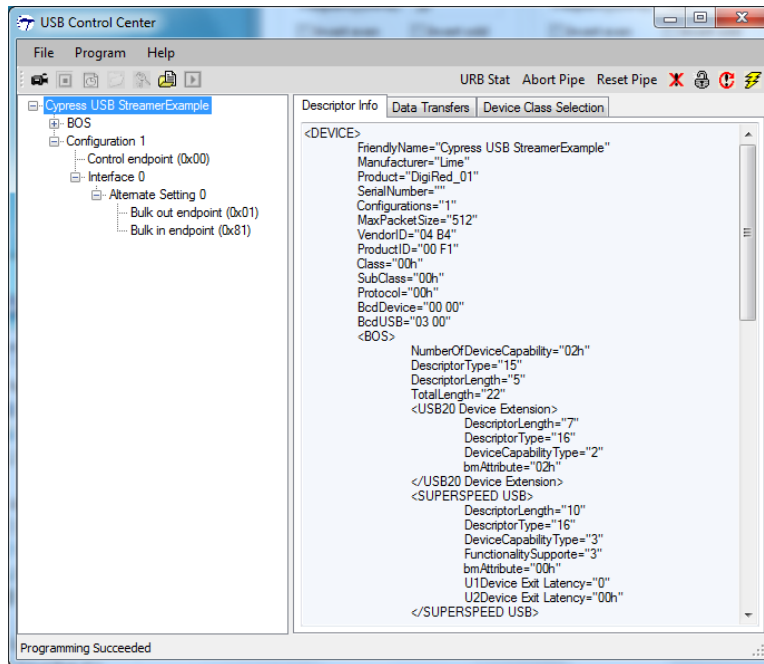 USB Control Center
File Program Help
URB Stat Abort Pipe Reset Pipe
Cypress USB StreamerExample
BOS
Configuration 1
Control endpoint (0x00)
Interface 0
Alternate Setting 0
Bulk out endpoint (0x01)
Bulk in endpoint (0x81)
Descriptor Info Data Transfers Device Class Selection
<DEVICE>
FriendlyName="Cypress USB StreamerExample"
Manufacturer="Lime"
Product="DigiRed_01"
SerialNumber=""
Configurations="1"
MaxPacketSize="512"
VendorID="04 B4"
ProductID="00 F1"
Class="00h"
SubClass="00h"
Protocol="00h"
BcdDevice="00 00"
BcdUSB="03 00"
<BOS>
NumberOfDeviceCapability="02h"
DescriptorType="15"
DescriptorLength="5"
TotalLength="22"
<USB20 Device Extension>
DescriptorLength="7"
DescriptorType="16"
DeviceCapabilityType="2"
bmAttribute="02h"
</USB20 Device Extension>
<SUPERSPEED USB>
DescriptorLength="10"
DescriptorType="16"
DeviceCapabilityType="3"
FunctionalitySupporte="3"
bmAttribute="00h"
U1Device Exit Latency="0"
U2Device Exit Latency="00h"
</SUPERSPEED USB>
Programming Succeeded